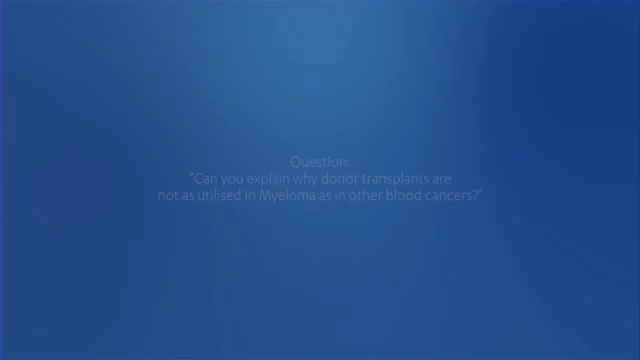 Question:
"Can you explain why donor transplants are
not as utilised in Myeloma as in other blood cancers?"